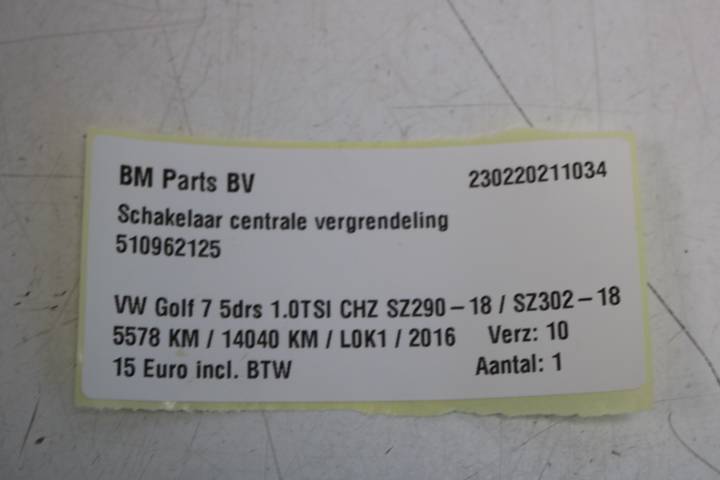 BM Parts BV 230220211034
Schakelaar centrale vergrendeling
510962125
VW Golf 7 5drs 1.0TSI CHZ SZ290-18 / SZ302-18
5578 KM / 14040 KM / L0K1 / 2016 Verz: 10
15 Euro incl. BTW Aantal: 1